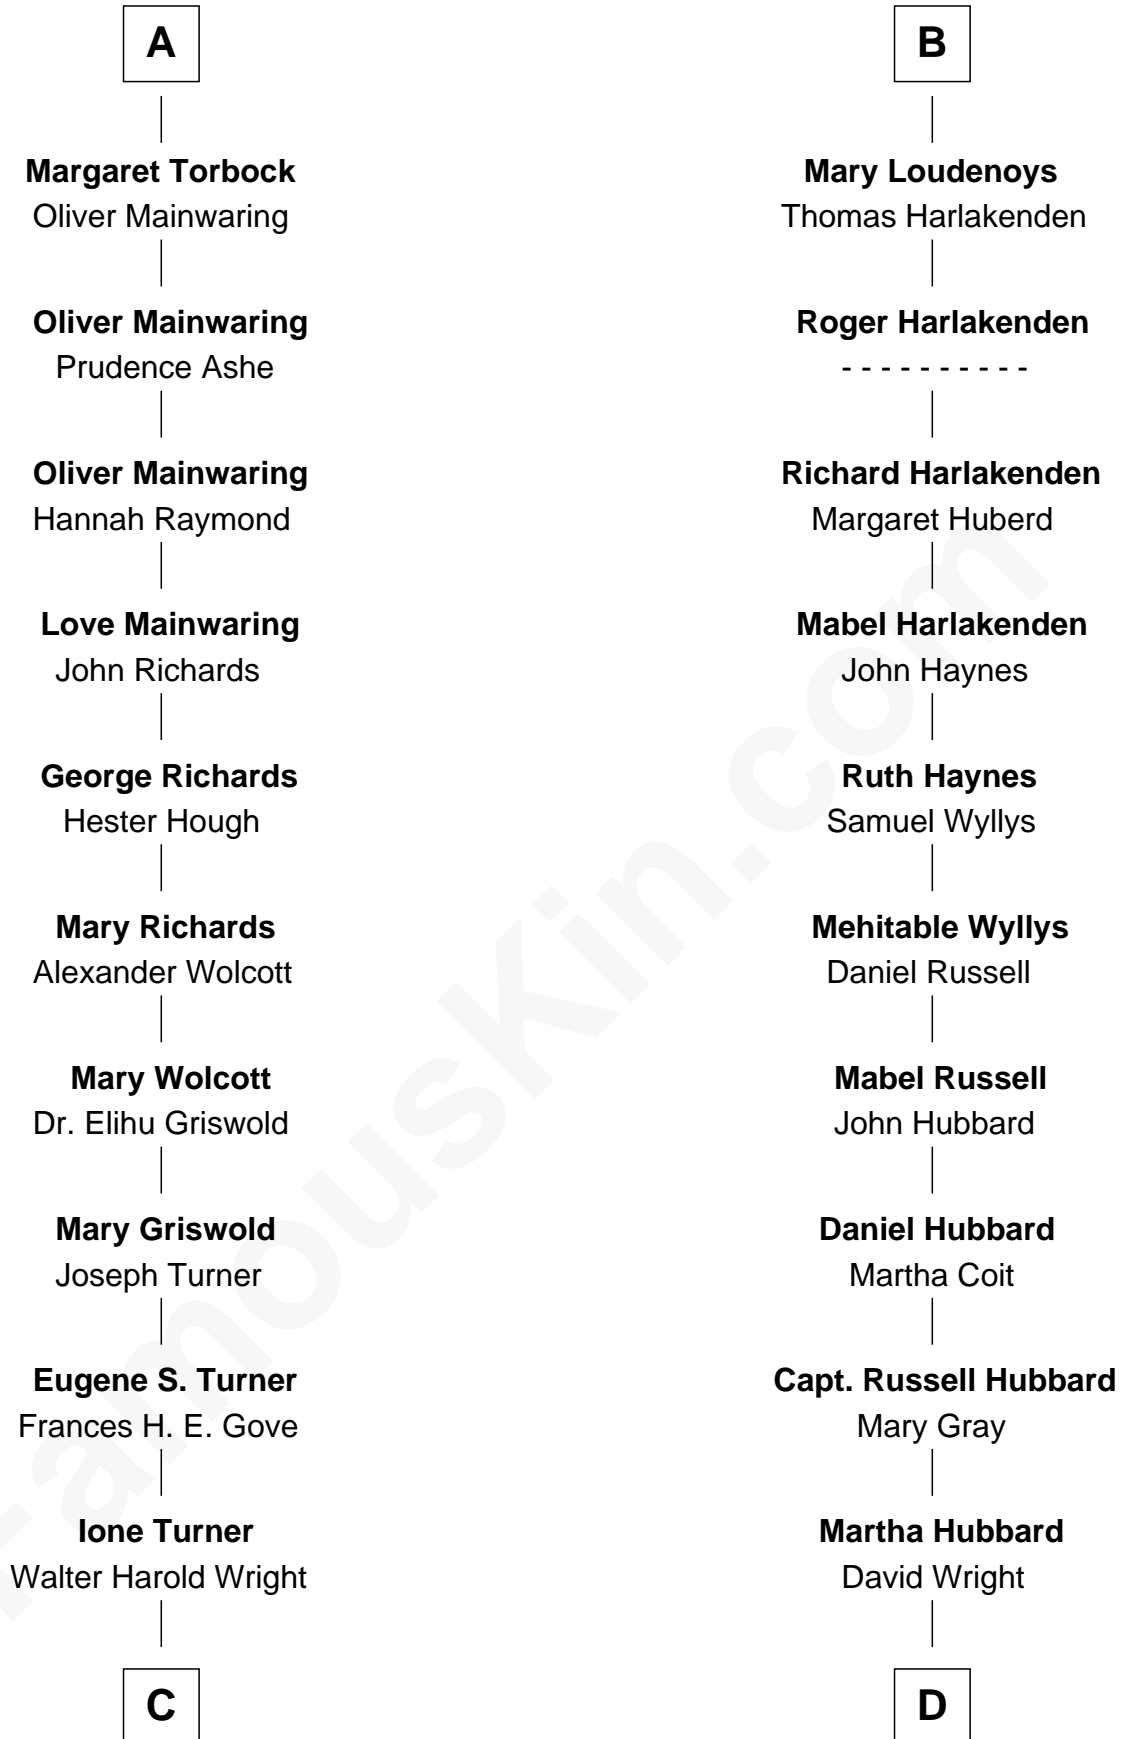 A
Margaret Torbock
Oliver Mainwaring
Oliver Mainwaring
Prudence Ashe
Oliver Mainwaring
Hannah Raymond
Love Mainwaring
John Richards
George Richards
Hester Hough
Mary Richards
Alexander Wolcott
Mary Wolcott
Dr. Elihu Griswold
Mary Griswold
Joseph Turner
Eugene S. Turner
Frances H. E. Gove
Ione Turner
Walter Harold Wright
C
B
Mary Loudenoys
Thomas Harlakenden
Roger Harlakenden
- - - - - - - - - -
Richard Harlakenden
Margaret Huberd
Mabel Harlakenden
John Haynes
Ruth Haynes
Samuel Wyllys
Mehitable Wyllys
Daniel Russell
Mabel Russell
John Hubbard
Daniel Hubbard
Martha Coit
Capt. Russell Hubbard
Mary Gray
Martha Hubbard
David Wright
D
FamousKin.com